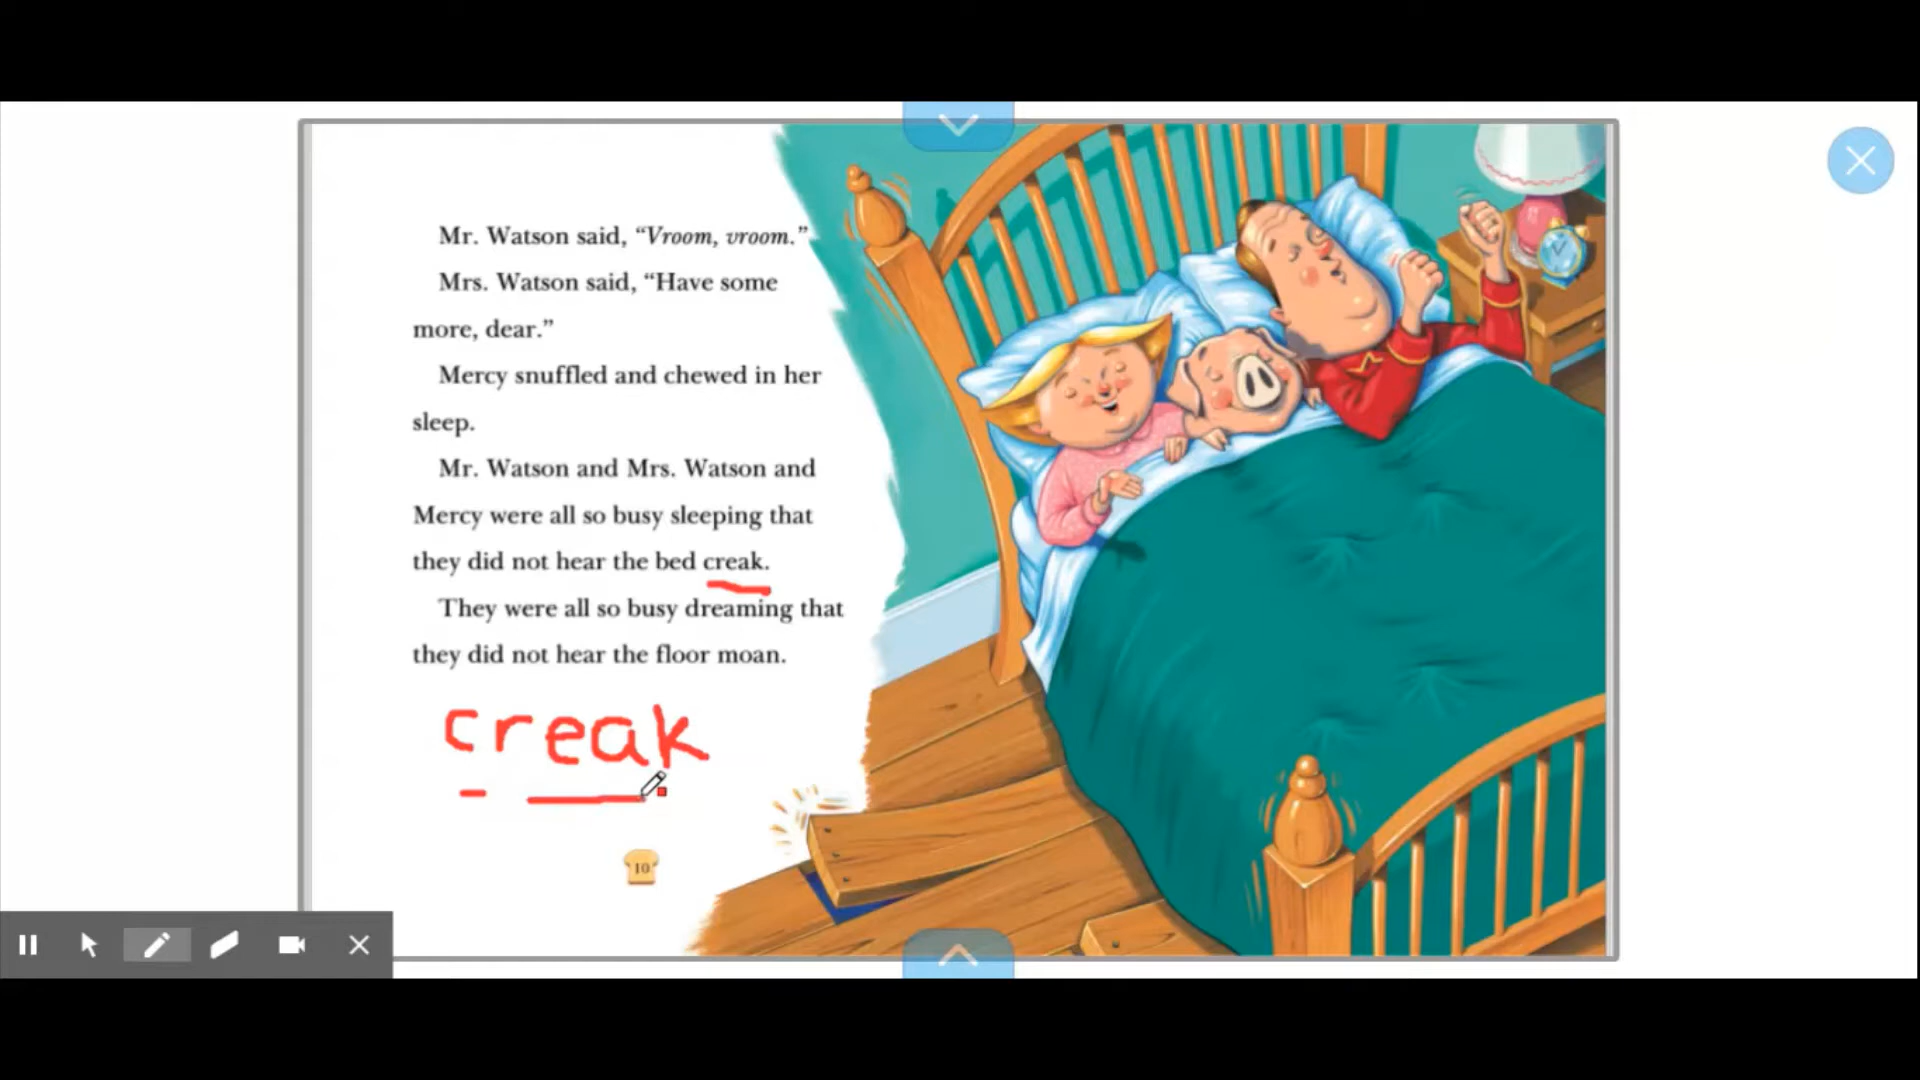 Mr. Watson said, “Vroom, vroom.”
Mrs. Watson said, “Have some
more, dear.”
Mercy snuffled and chewed in her
sleep.
Mr. Watson and Mrs. Watson and
Mercy were all so busy sleeping that
they did not hear the bed creak.
They were all so busy dreaming that
they did not hear the floor moan.
creak
10